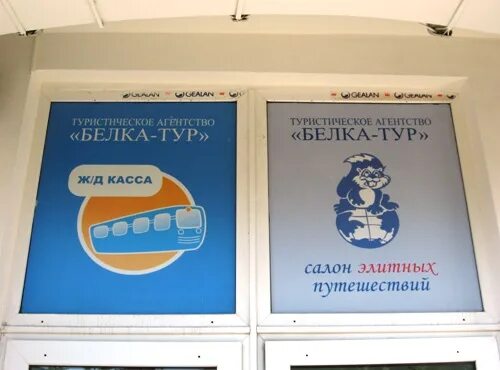 GEALAN GEALAN GEALAN
ТУРИСТИЧЕСКОЕ АГЕНТСТВО
«БЕЛКА-ТУР»
Ж/Д КАССА
GEALAN GEALAN GEALAN
ТУРИСТИЧЕСКОЕ АГЕНТСТВО
«БЕЛКА-ТУР»
салон элитных
путешествий